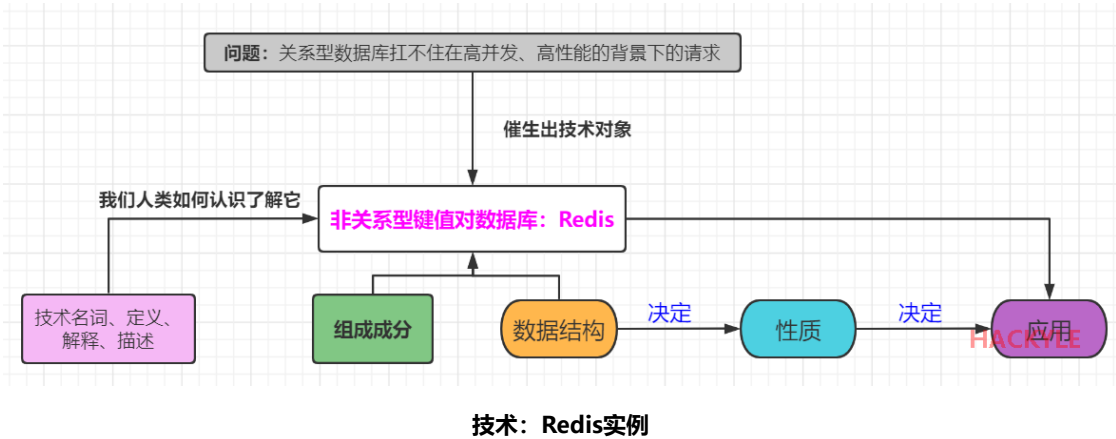 问题：关系型数据库扛不住在高并发、高性能的背景下的请求
催生出技术对象
我们人类如何认识了解它
非关系型键值对数据库：Redis
技术名词、定义、
解释、描述
组成成分
数据结构
决定
性质
决定
应用
HACKYLE
技术：Redis实例